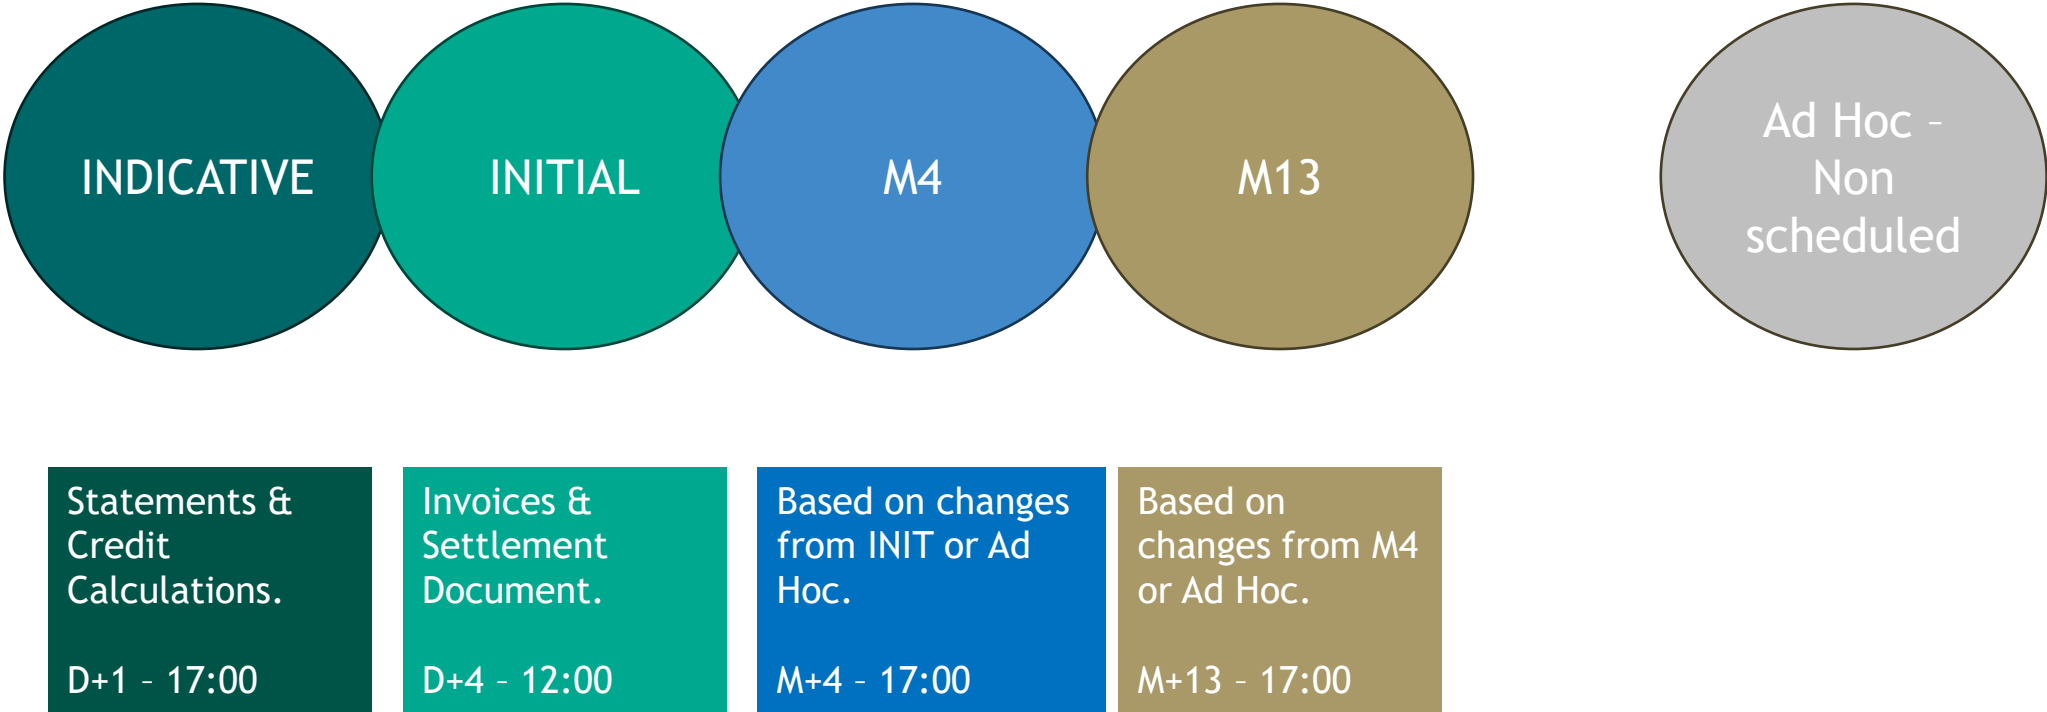 INDICATIVE
INITIAL
M4
M13
Ad Hoc –
Non
scheduled
Statements &
Credit
Calculations.
D+1 – 17:00
Invoices &
Settlement
Document.
D+4 – 12:00
Based on changes
from INIT or Ad
Hoc.
M+4 – 17:00
Based on
changes from M4
or Ad Hoc.
M+13 – 17:00